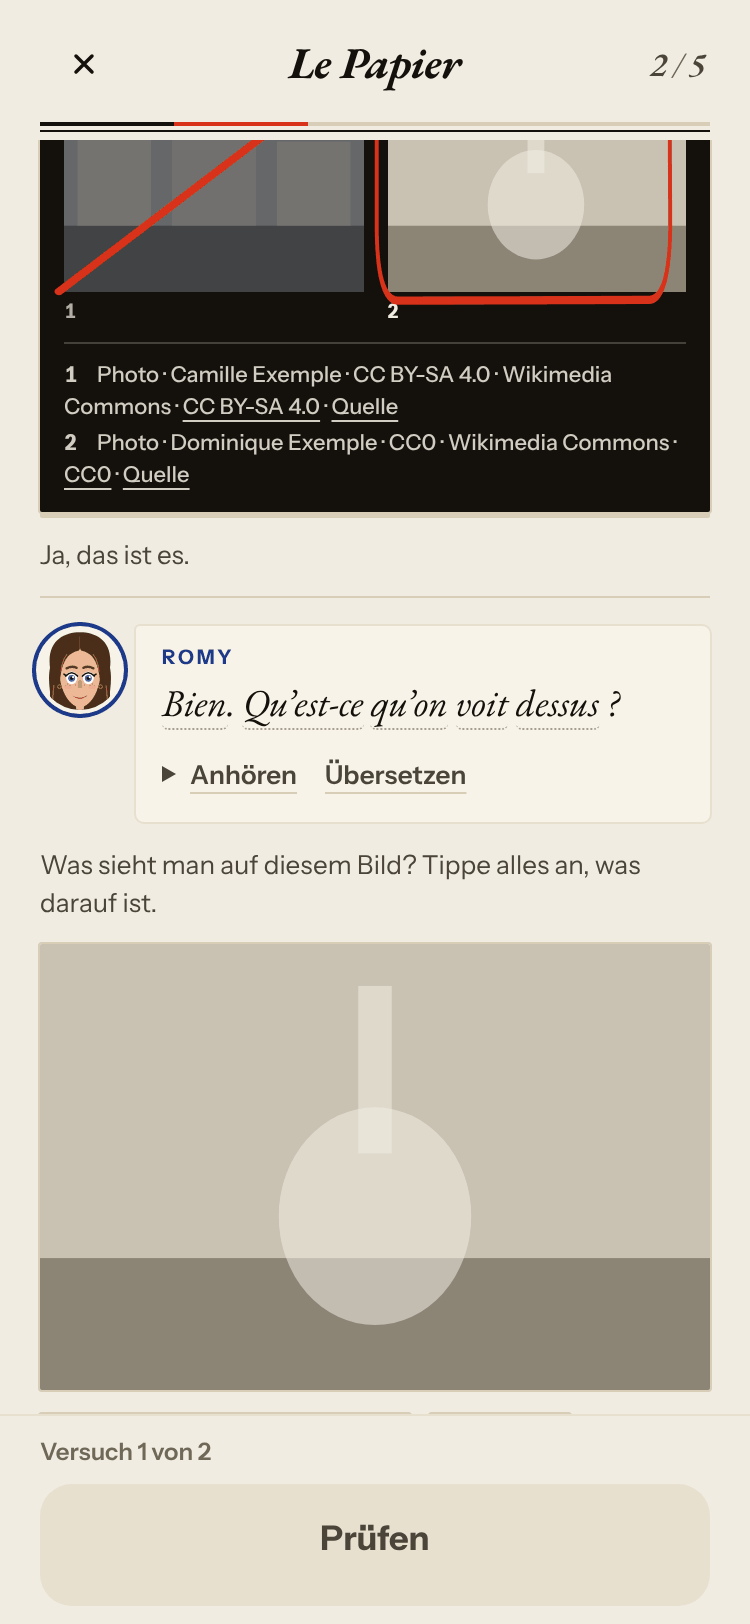 Le Papier
2/5
1
2
1 Photo · Camille Exemple · CC BY-SA 4.0 · Wikimedia
Commons · CC BY-SA 4.0 · Quelle
2 Photo · Dominique Exemple · CC0 · Wikimedia Commons ·
CC0 · Quelle
Ja, das ist es.
ROMY
Bien. Qu’est-ce qu’on voit dessus ?
Anhören Übersetzen
Was sieht man auf diesem Bild? Tippe alles an, was
darauf ist.
Versuch 1 von 2
Prüfen